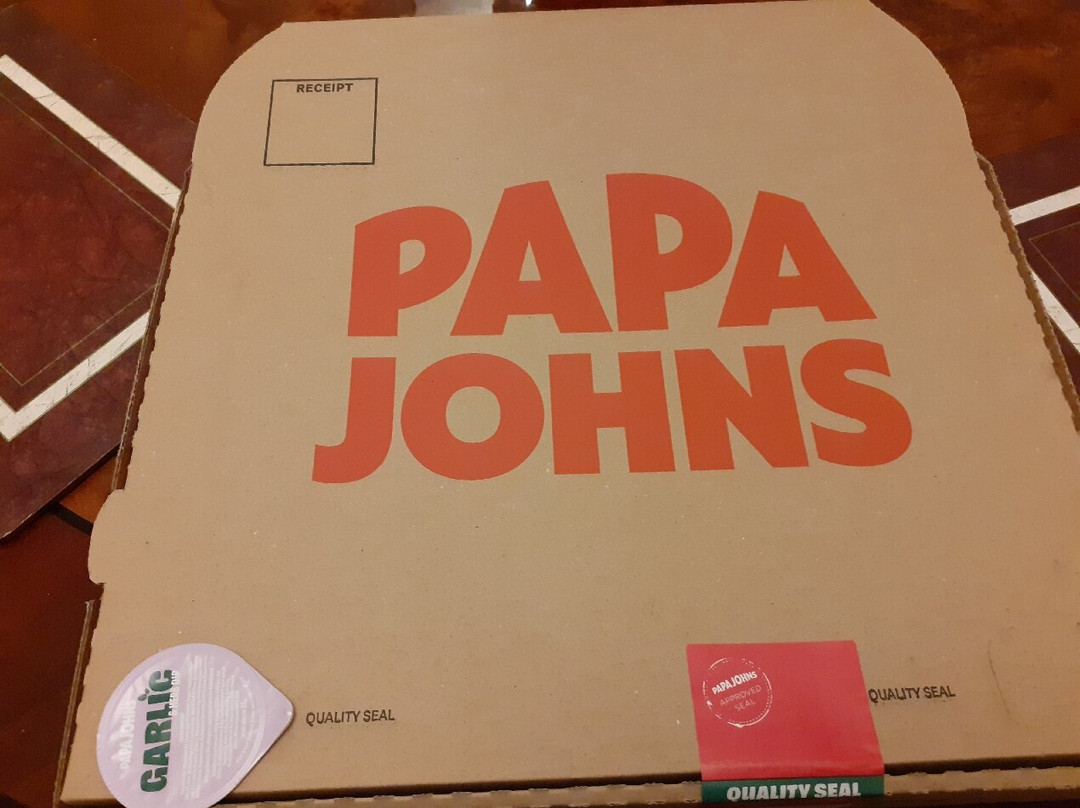 RECEIPT
PAPA
JOHNS
PAPA JOHNS
GARLIC
QUALITY SEAL
PAPA JOHNS
APPROVED
SEAL
QUALITY SEAL
QUALITY SEAL